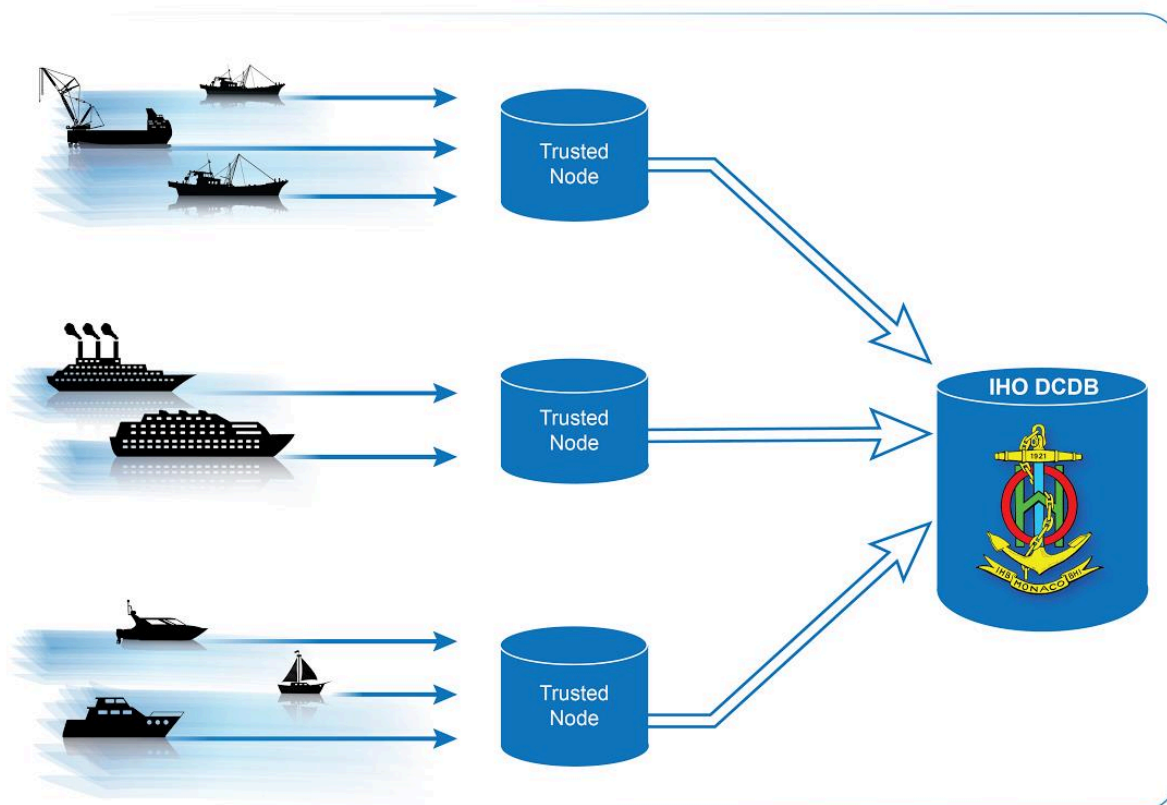 Trusted
Node
Trusted
Node
Trusted
Node
IHO DCDB
1921
IHB MONACO BHI